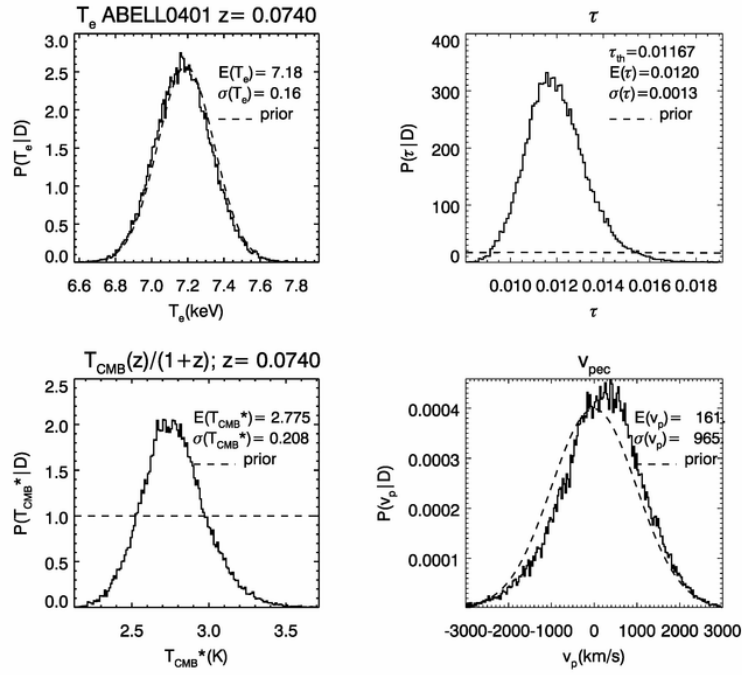 T_e ABELL0401 z= 0.0740
3.0
2.5
2.0
1.5
1.0
0.5
0.0
P(T_e|D)
E(T_e)= 7.18
σ(T_e)= 0.16
prior
6.6 6.8 7.0 7.2 7.4 7.6 7.8
T_e(keV)
τ
400
300
200
100
0
P(τ|D)
τ_th=0.01167
E(τ)=0.0120
σ(τ)=0.0013
prior
0.010 0.012 0.014 0.016 0.018
τ
T_CMB(z)/(1+z); z= 0.0740
2.5
2.0
1.5
1.0
0.5
0.0
P(T_CMB*|D)
E(T_CMB*)= 2.775
σ(T_CMB*)= 0.208
prior
2.5 3.0 3.5
T_CMB*(K)
v_pec
0.0004
0.0003
0.0002
0.0001
P(v_p|D)
E(v_p)= 161
σ(v_p)= 965
prior
-3000-2000-1000 0 1000 2000 3000
v_p(km/s)